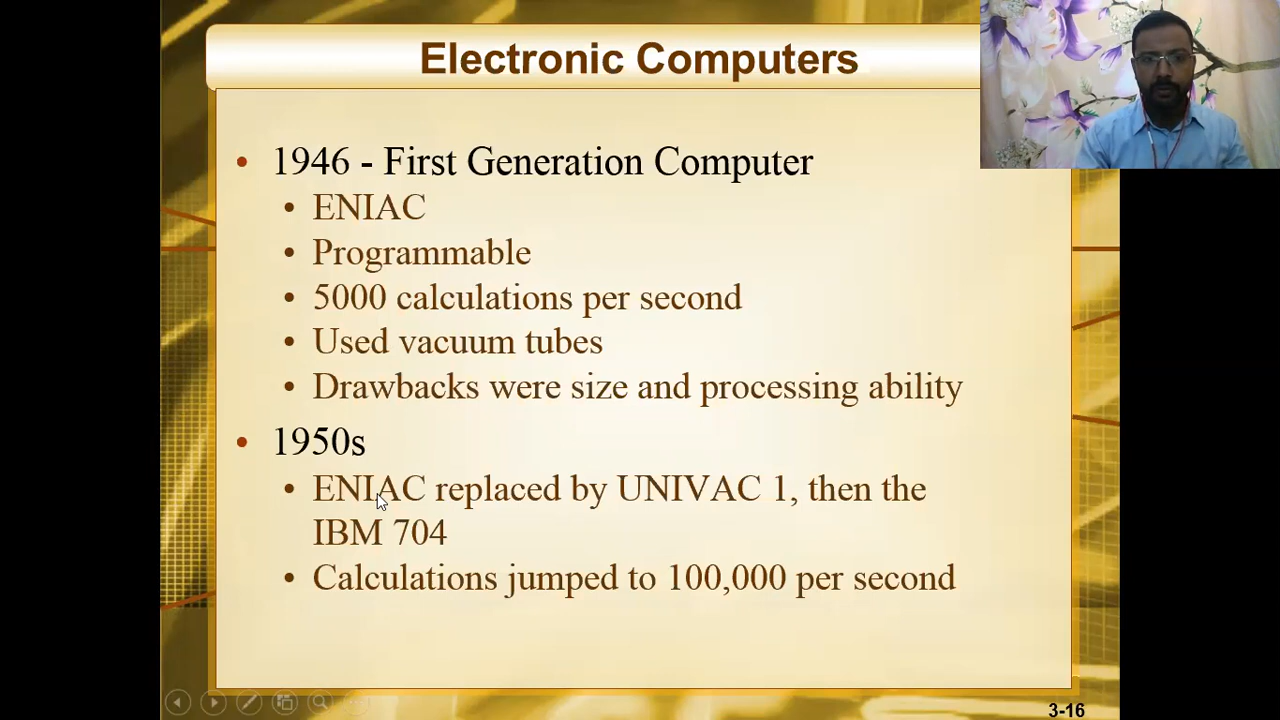 Electronic Computers
• 1946 - First Generation Computer
• ENIAC
• Programmable
• 5000 calculations per second
• Used vacuum tubes
• Drawbacks were size and processing ability
• 1950s
• ENIAC replaced by UNIVAC 1, then the
IBM 704
• Calculations jumped to 100,000 per second
3-16